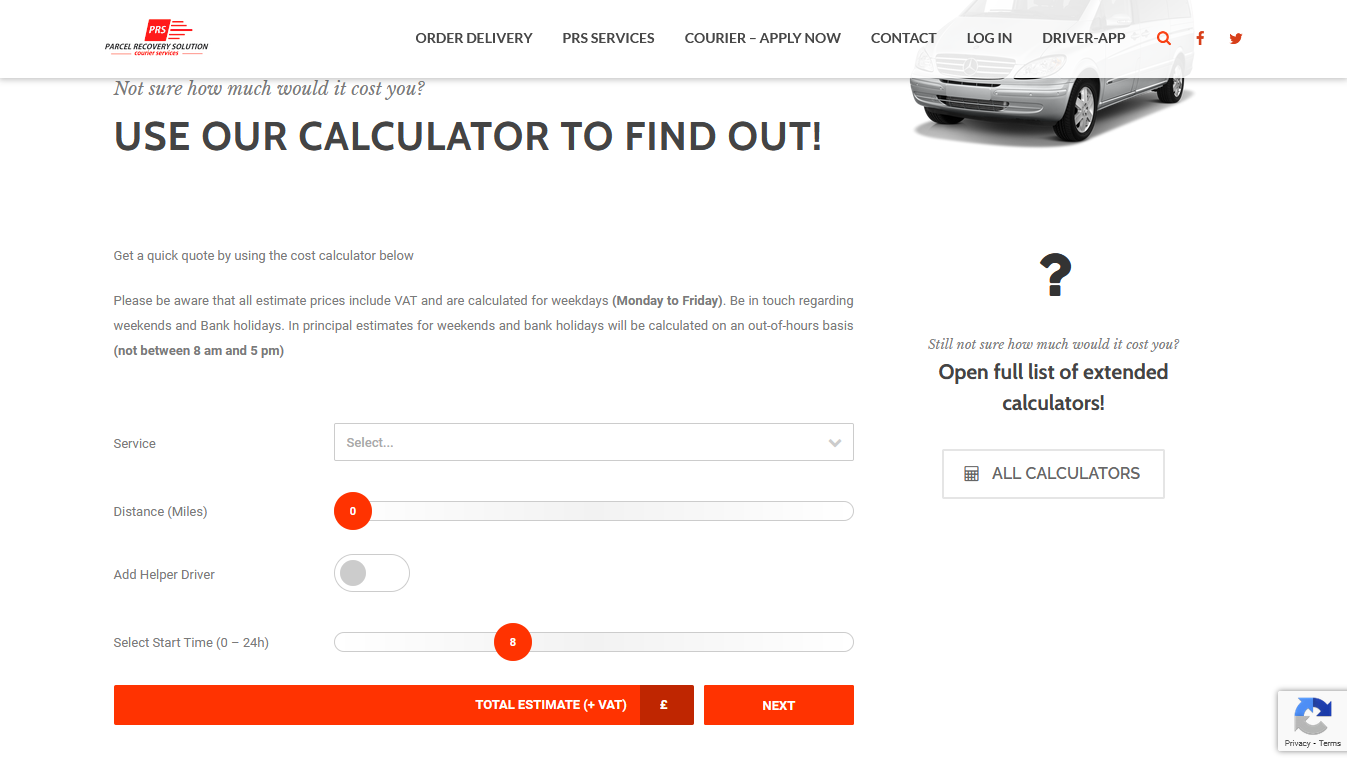 PRS
PARCEL RECOVERY SOLUTION
courier services
ORDER DELIVERY
PRS SERVICES
COURIER – APPLY NOW
CONTACT
LOG IN
DRIVER-APP
Not sure how much would it cost you?
USE OUR CALCULATOR TO FIND OUT!
Get a quick quote by using the cost calculator below
Please be aware that all estimate prices include VAT and are calculated for weekdays (Monday to Friday). Be in touch regarding
weekends and Bank holidays. In principal estimates for weekends and bank holidays will be calculated on an out-of-hours basis
(not between 8 am and 5 pm)
?
Still not sure how much would it cost you?
Open full list of extended
calculators!
ALL CALCULATORS
Service
Select...
Distance (Miles)
0
Add Helper Driver
Select Start Time (0 – 24h)
8
TOTAL ESTIMATE (+ VAT)
£
NEXT
Privacy - Terms